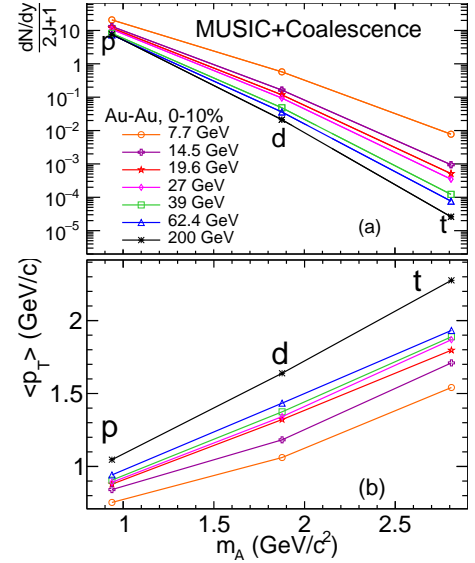 MUSIC+Coalescence
dN/dy
2J+1
10
1
10⁻¹
10⁻²
10⁻³
10⁻⁴
10⁻⁵
p
d
t
Au-Au, 0-10%
7.7 GeV
14.5 GeV
19.6 GeV
27 GeV
39 GeV
62.4 GeV
200 GeV
(a)
<p_T> (GeV/c)
2
1.5
1
p
d
t
(b)
1 1.5 2 2.5
m_A (GeV/c²)